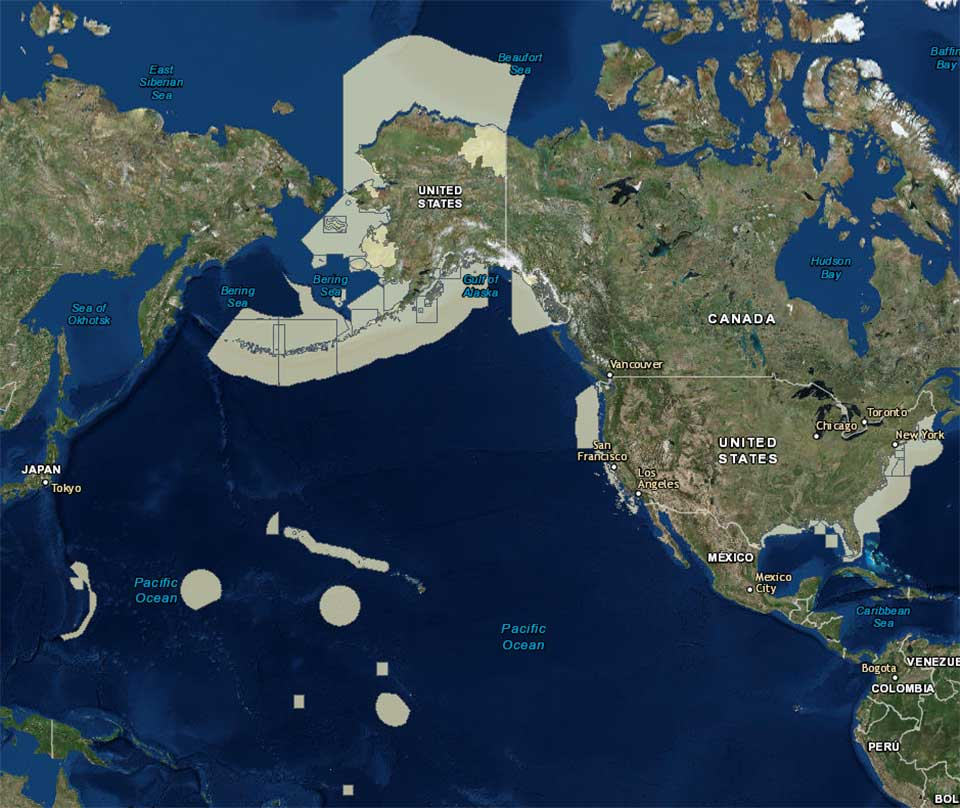 East
Siberian
Sea
Beaufort
Sea
Baffin
Bay
UNITED
STATES
Hudson
Bay
Bering
Sea
Bering
Sea
Gulf of
Alaska
Sea of
Okhotsk
CANADA
Vancouver
Toronto
Chicago
New York
UNITED
STATES
San
Francisco
Los
Angeles
JAPAN
Tokyo
MÉXICO
Mexico
City
Pacific
Ocean
Pacific
Ocean
Caribbean
Sea
Bogota
VENEZUE
COLOMBIA
PERÚ
BOL